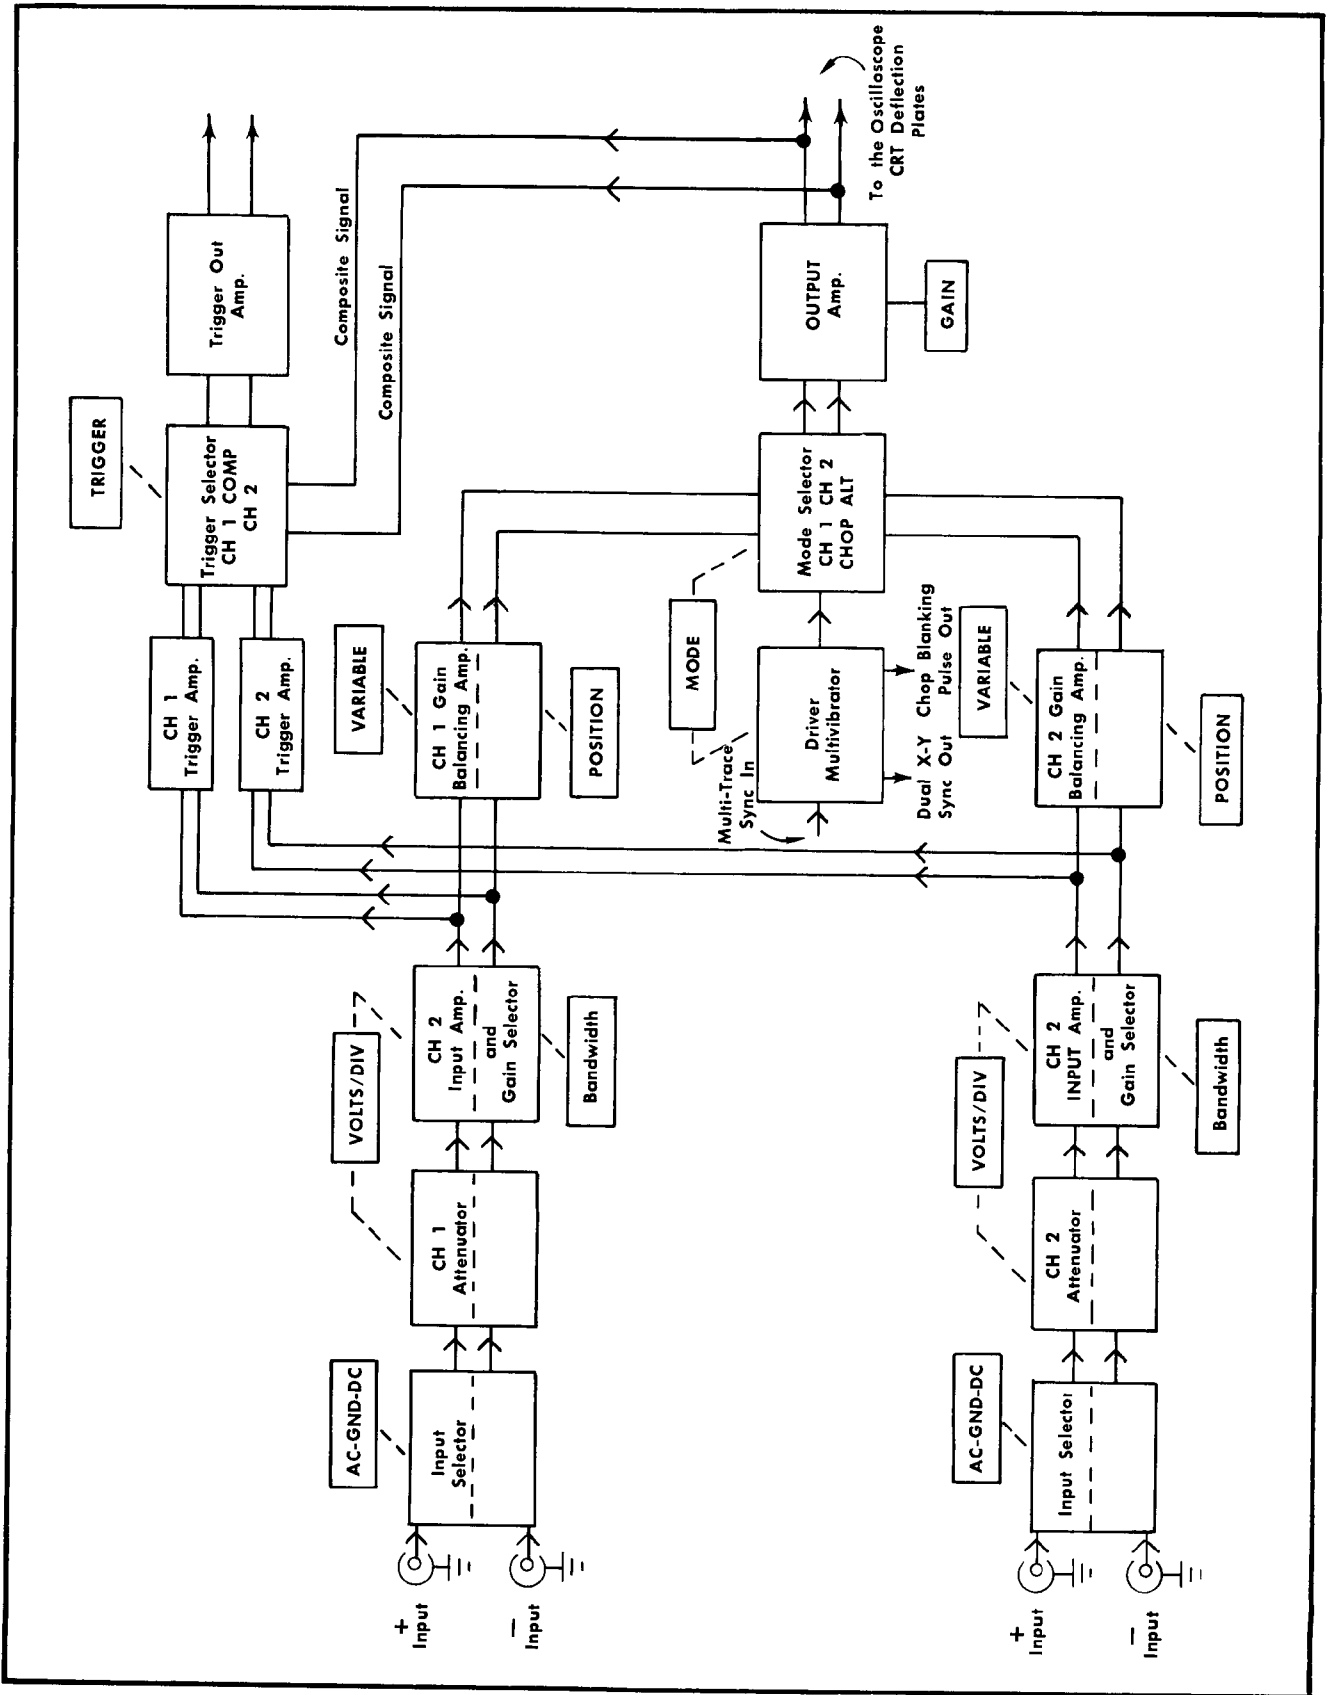 +
Input
—
Input
AC-GND-DC
Input
Selector
VOLTS/DIV
CH 1
Attenuator
CH 2
Input Amp.
and
Gain Selector
Bandwidth
VARIABLE
CH 1 Gain
Balancing Amp.
POSITION
CH 1
Trigger Amp.
CH 2
Trigger Amp.
TRIGGER
Trigger Selector
CH 1 COMP
CH 2
Trigger Out
Amp.
Composite Signal
Composite Signal
MODE
Multi-Trace
Sync In
Driver
Multivibrator
Dual X-Y
Sync Out
Chop Blanking
Pulse Out
Mode Selector
CH 1 CH 2
CHOP ALT
OUTPUT
Amp.
GAIN
To the Oscilloscope
CRT Deflection
Plates
+
Input
—
Input
AC-GND-DC
Input Selector
VOLTS/DIV
CH 2
Attenuator
CH 2
INPUT Amp.
and
Gain Selector
Bandwidth
VARIABLE
CH 2 Gain
Balancing Amp.
POSITION